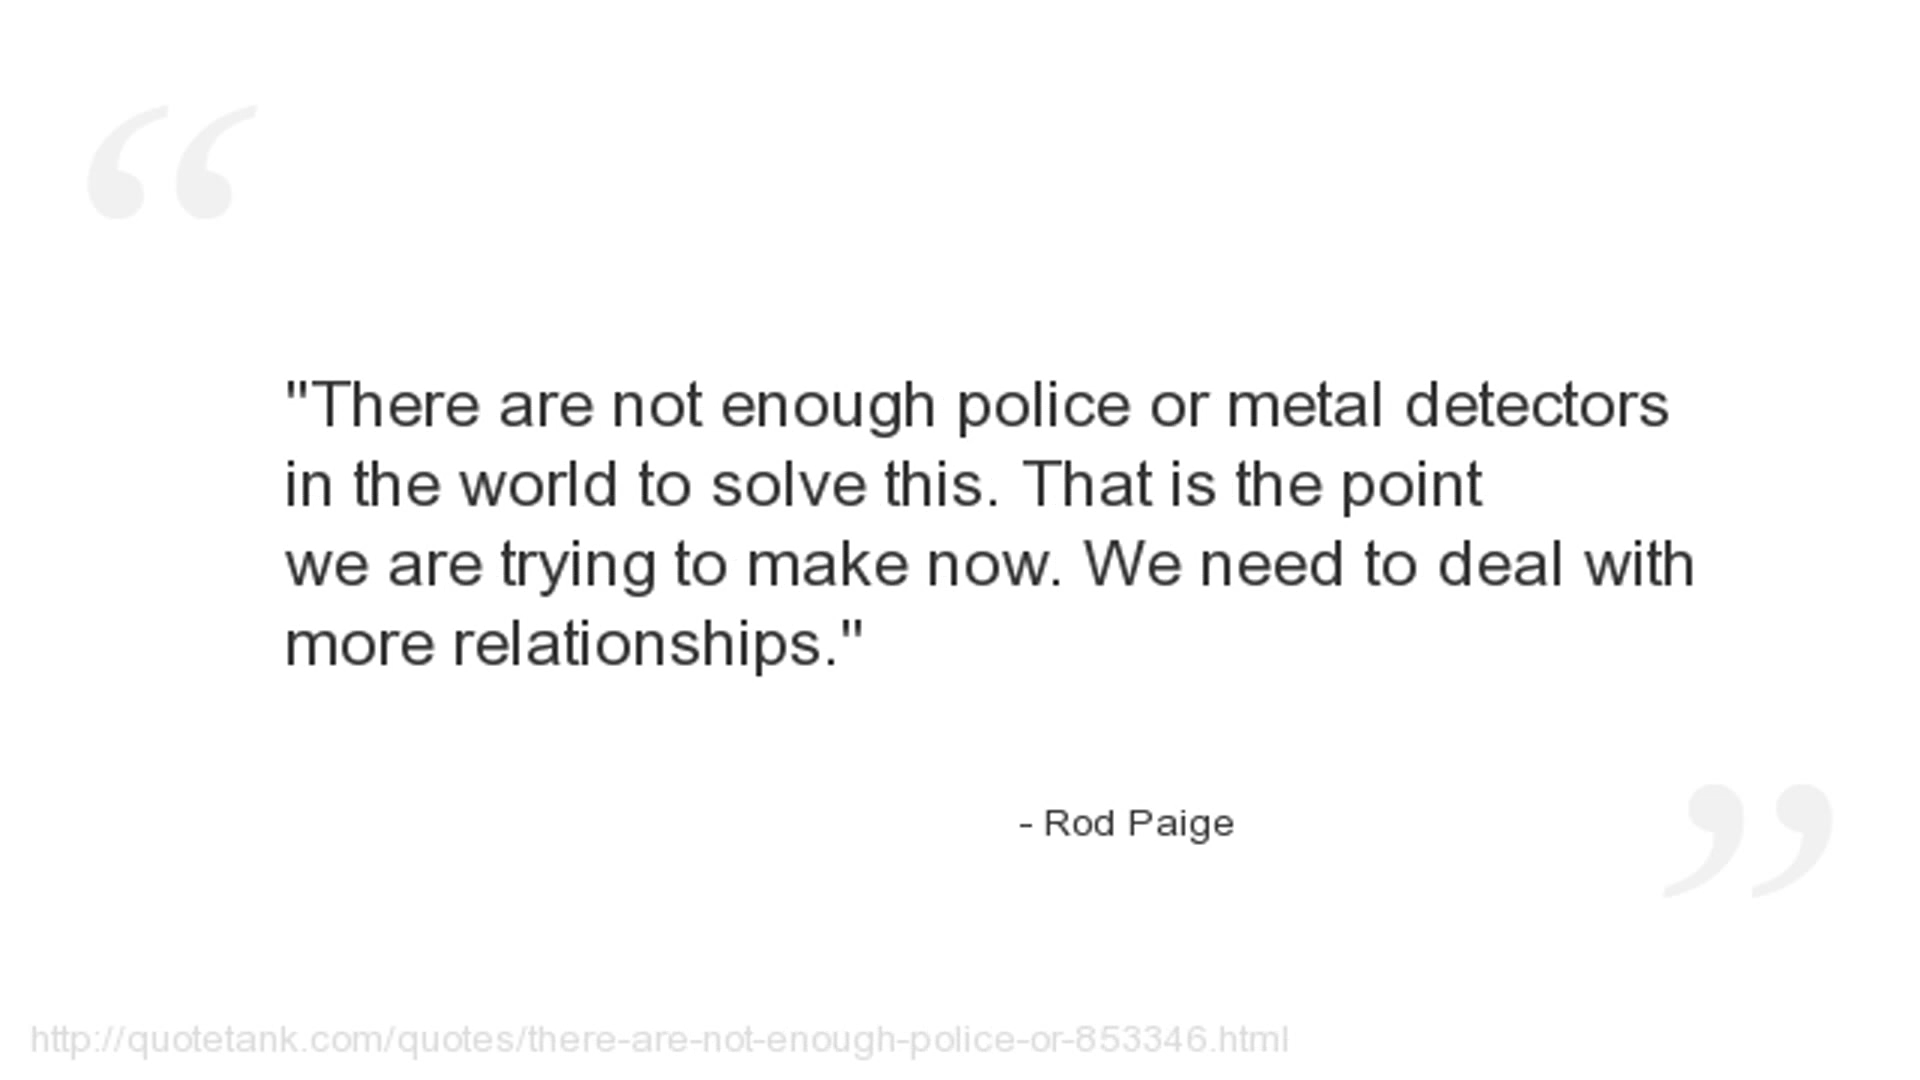 "There are not enough police or metal detectors
in the world to solve this. That is the point
we are trying to make now. We need to deal with
more relationships."
- Rod Paige
http://quotetank.com/quotes/there-are-not-enough-police-or-853346.html